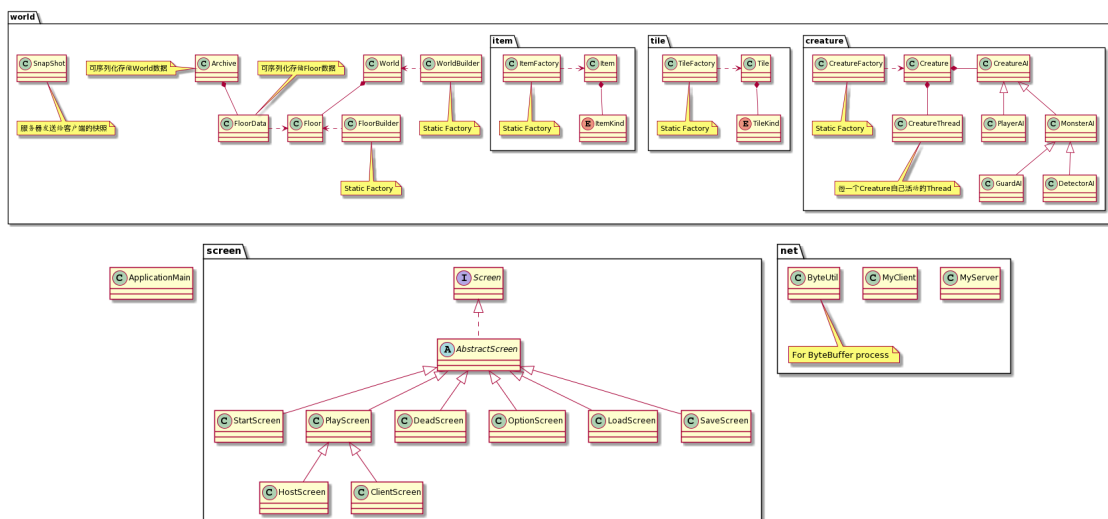 world
item
tile
creature
C SnapShot
可序列化存储World数据
C Archive
可序列化存储Floor数据
C World
C WorldBuilder
C ItemFactory
C Item
C TileFactory
C Tile
C CreatureFactory
C Creature
C CreatureAI
服务器发送给客户端的快照
C FloorData
C Floor
C FloorBuilder
Static Factory
Static Factory
E ItemKind
Static Factory
E TileKind
Static Factory
C CreatureThread
C PlayerAI
C MonsterAI
Static Factory
每一个Creature自己活动的Thread
C GuardAI
C DetectorAI
screen
net
C ApplicationMain
I Screen
C ByteUtil
C MyClient
C MyServer
A AbstractScreen
For ByteBuffer process
C StartScreen
C PlayScreen
C DeadScreen
C OptionScreen
C LoadScreen
C SaveScreen
C HostScreen
C ClientScreen